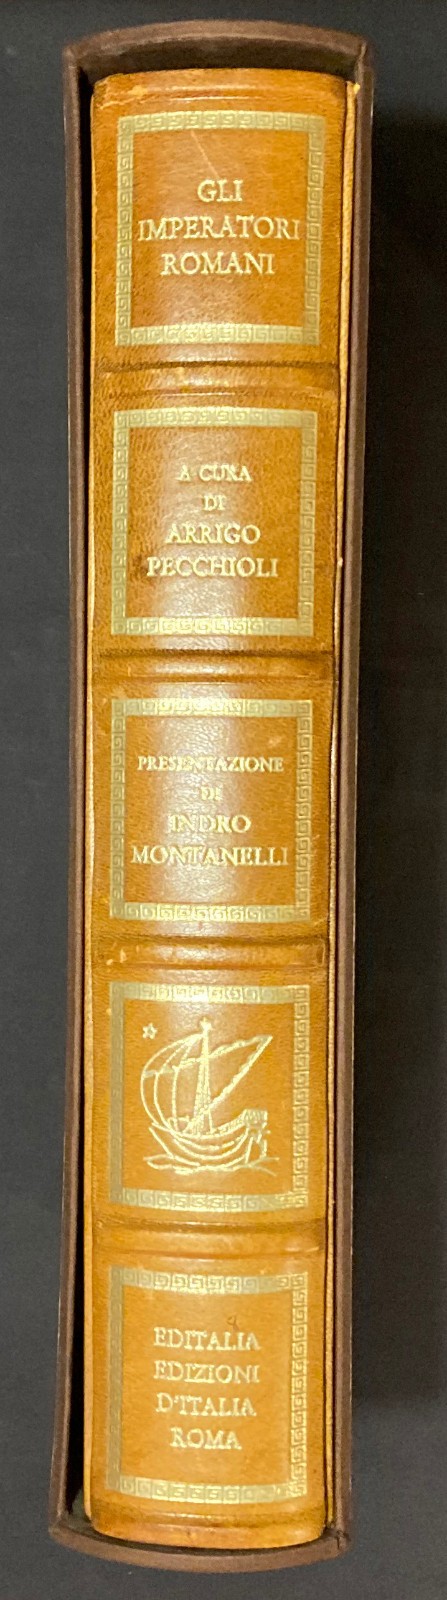 GLI
IMPERATORI
ROMANI
A CURA
DI
ARRIGO
PECCHIOLI
PRESENTAZIONE
DI
INDRO
MONTANELLI
EDITALIA
EDIZIONI
D'ITALIA
ROMA